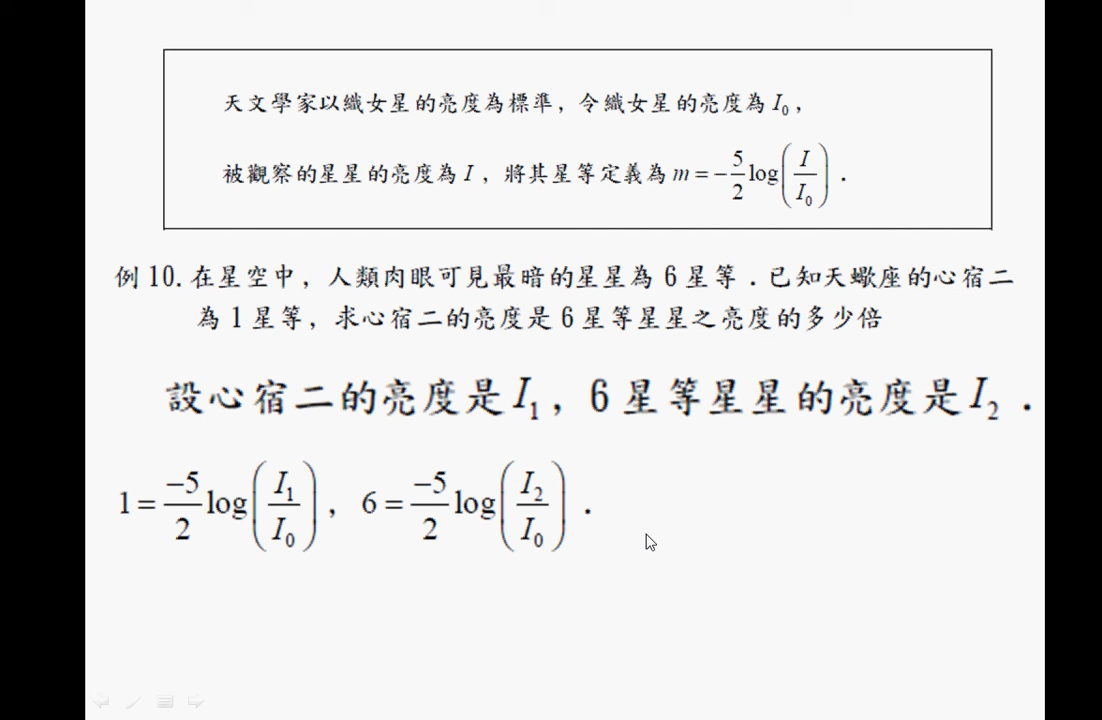 天文學家以織女星的亮度為標準，令織女星的亮度為 I₀，
被觀察的星星的亮度為 I，將其星等定義為 m = −5/2 log(I/I₀)．
例 10. 在星空中，人類肉眼可見最暗的星星為 6 星等．已知天蠍座的心宿二
為 1 星等，求心宿二的亮度是 6 星等星星之亮度的多少倍
設心宿二的亮度是 I₁，6 星等星星的亮度是 I₂．
1 = −5/2 log(I₁/I₀)，6 = −5/2 log(I₂/I₀)．